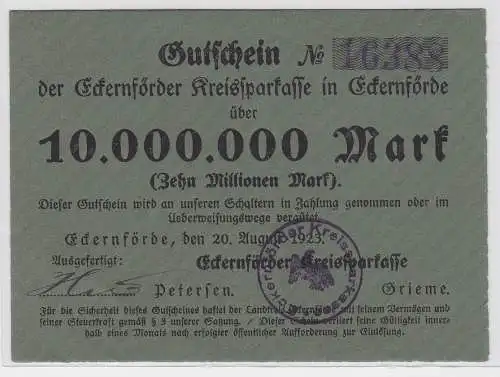 Gutschein № 16388
der Eckernförder Kreissparkasse in Eckernförde
über
10.000.000 Mark
(Zehn Millionen Mark).
Dieser Gutschein wird an unseren Schaltern in Zahlung genommen oder im
Ueberweisungswege vergütet.
Eckernförde, den 20. August 1923.
Ausgefertigt: Eckernförder Kreissparkasse
Petersen. Grieme.
Für die Sicherheit dieses Gutscheines haftet der Landkreis Eckernförde mit seinem Vermögen und
seiner Steuerkraft gemäß § 3 unserer Satzung. / Dieser Schein verliert seine Gültigkeit inner-
halb eines Monats nach erfolgter öffentlicher Aufforderung zur Einlösung.
Eckernförder Kreissparkasse